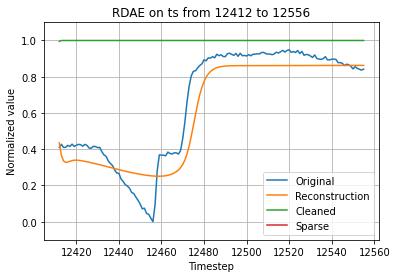 RDAE on ts from 12412 to 12556
Normalized value
1.0
0.8
0.6
0.4
0.2
0.0
Original
Reconstruction
Cleaned
Sparse
12420 12440 12460 12480 12500 12520 12540 12560
Timestep